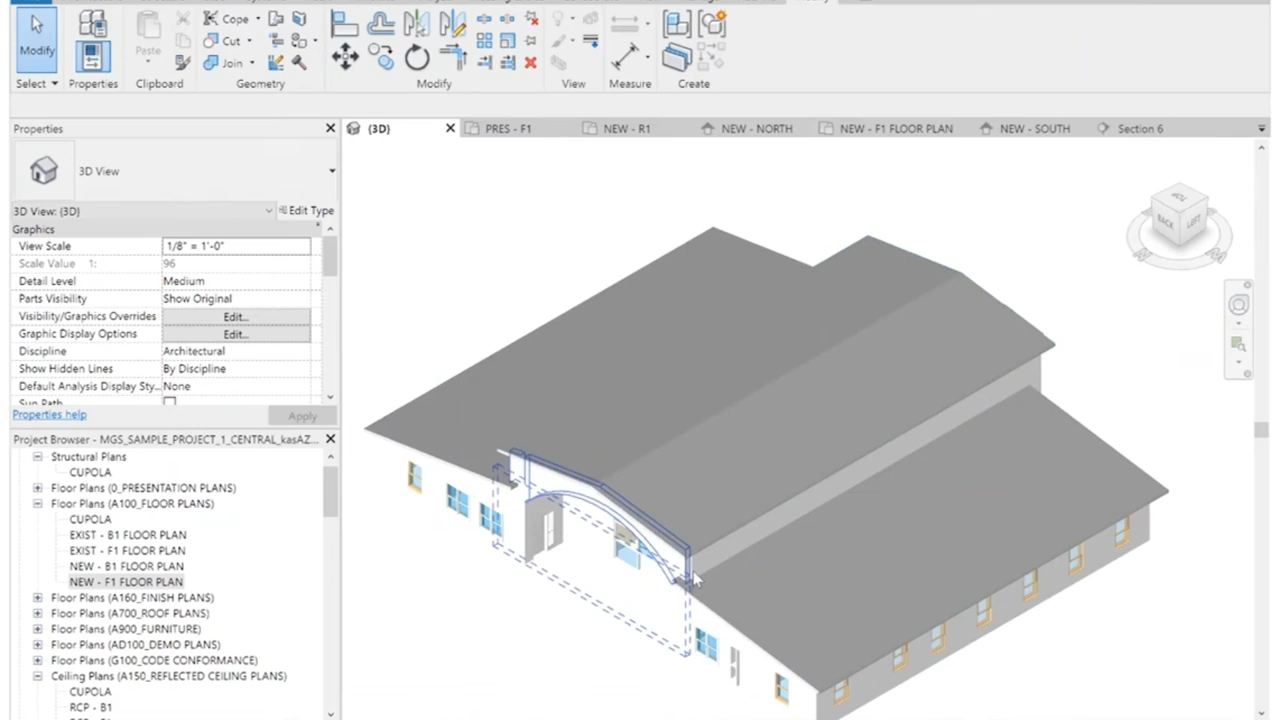 Cope
Modify
Paste
Cut
Join
Select
Properties
Clipboard
Geometry
Modify
View
Measure
Create
Properties
{3D}
PRES - F1
NEW - R1
NEW - NORTH
NEW - F1 FLOOR PLAN
NEW - SOUTH
Section 6
3D View
3D View: {3D}
Edit Type
Graphics
View Scale
1/8" = 1'-0"
Scale Value 1:
96
Detail Level
Medium
Parts Visibility
Show Original
Visibility/Graphics Overrides
Edit...
Graphic Display Options
Edit...
Discipline
Architectural
Show Hidden Lines
By Discipline
Default Analysis Display Sty...
None
Sun Path
Properties help
Apply
Project Browser - MGS_SAMPLE_PROJECT_1_CENTRAL_kasAZ...
Structural Plans
CUPOLA
Floor Plans (0_PRESENTATION PLANS)
Floor Plans (A100_FLOOR PLANS)
CUPOLA
EXIST - B1 FLOOR PLAN
EXIST - F1 FLOOR PLAN
NEW - B1 FLOOR PLAN
NEW - F1 FLOOR PLAN
Floor Plans (A160_FINISH PLANS)
Floor Plans (A700_ROOF PLANS)
Floor Plans (A900_FURNITURE)
Floor Plans (AD100_DEMO PLANS)
Floor Plans (G100_CODE CONFORMANCE)
Ceiling Plans (A150_REFLECTED CEILING PLANS)
CUPOLA
RCP - B1
TOP
BACK
LEFT